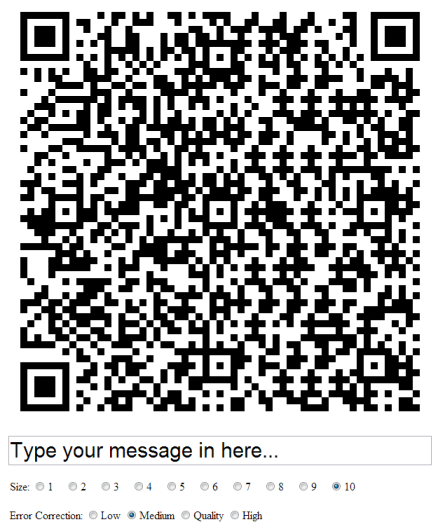 Type your message in here...
Size: 1 2 3 4 5 6 7 8 9 10
Error Correction: Low Medium Quality High